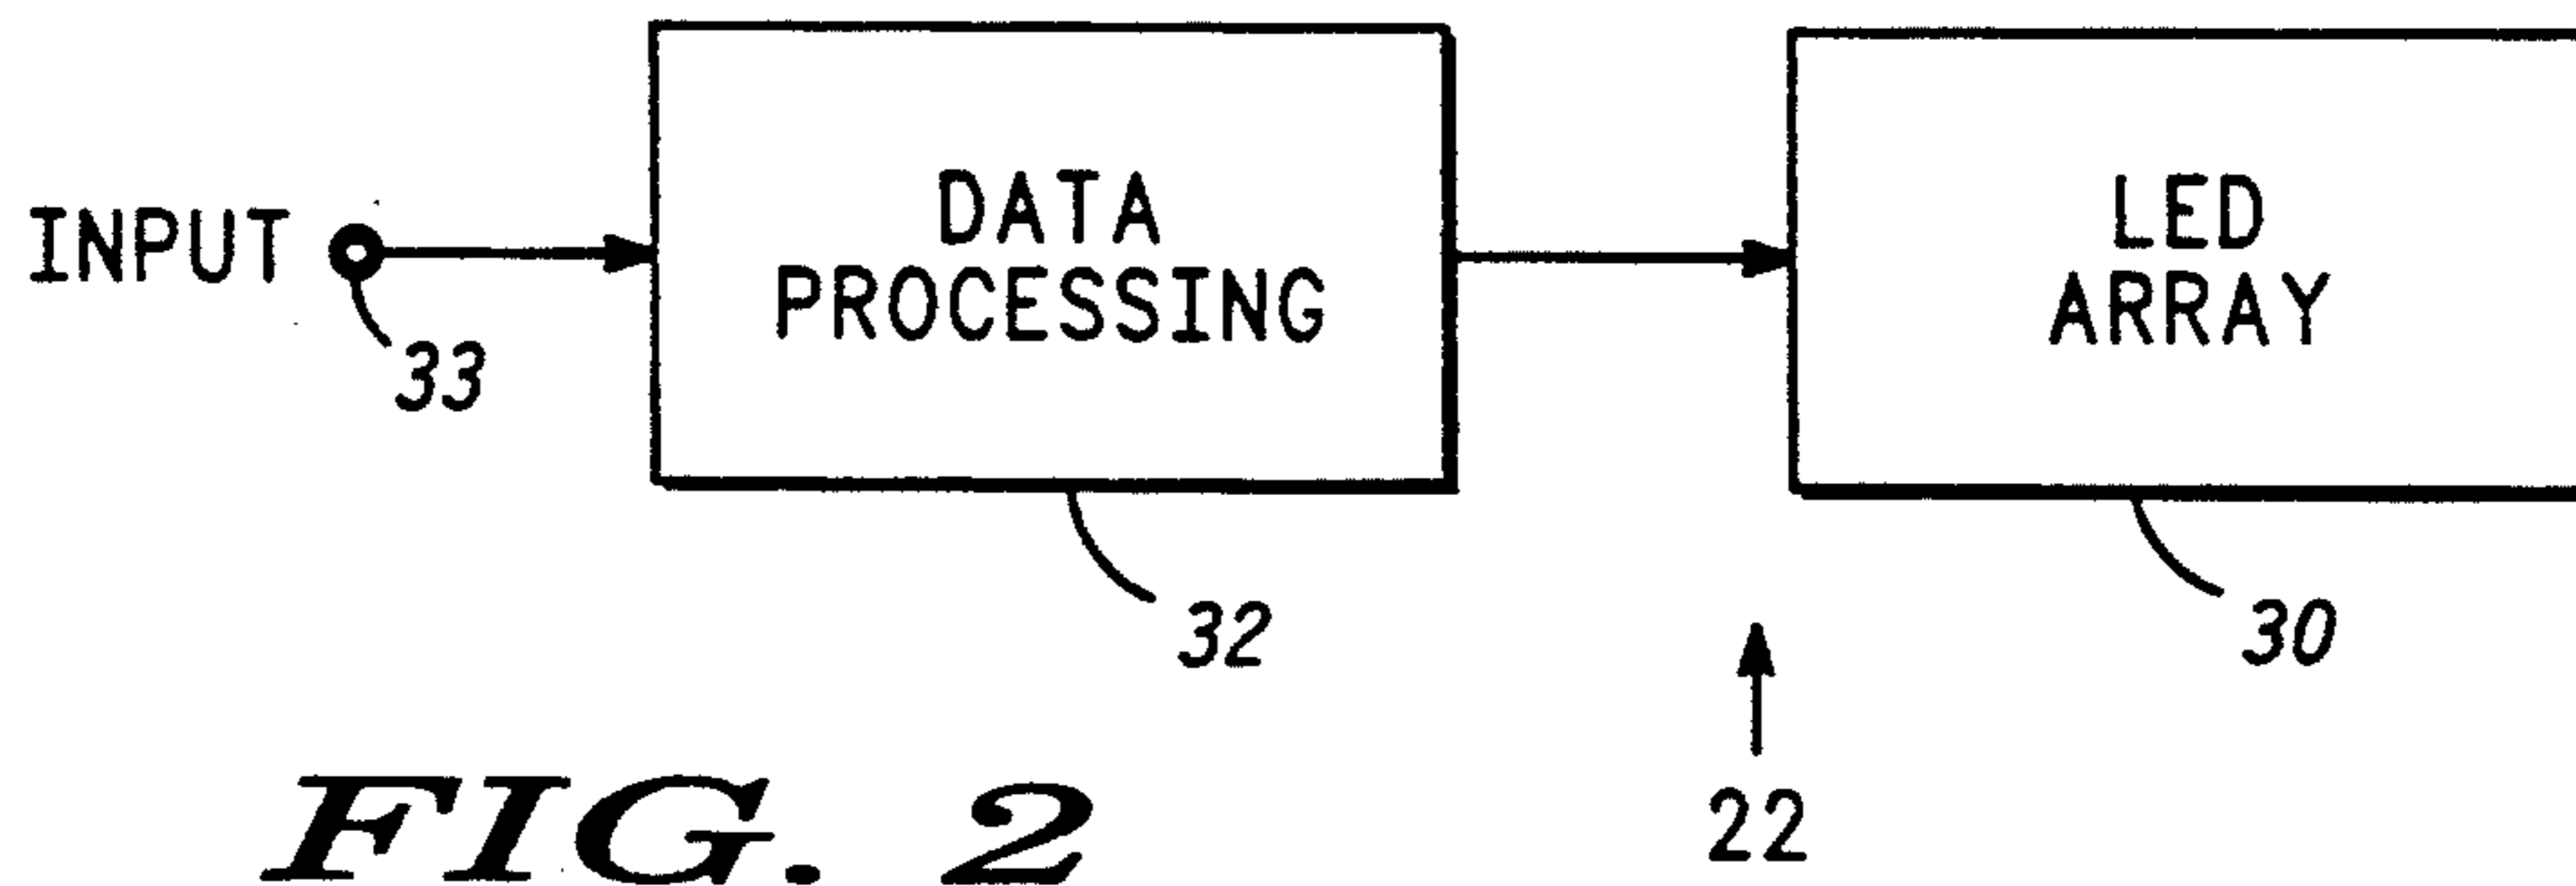 INPUT
33
DATA
PROCESSING
32
LED
ARRAY
30
22
FIG. 2